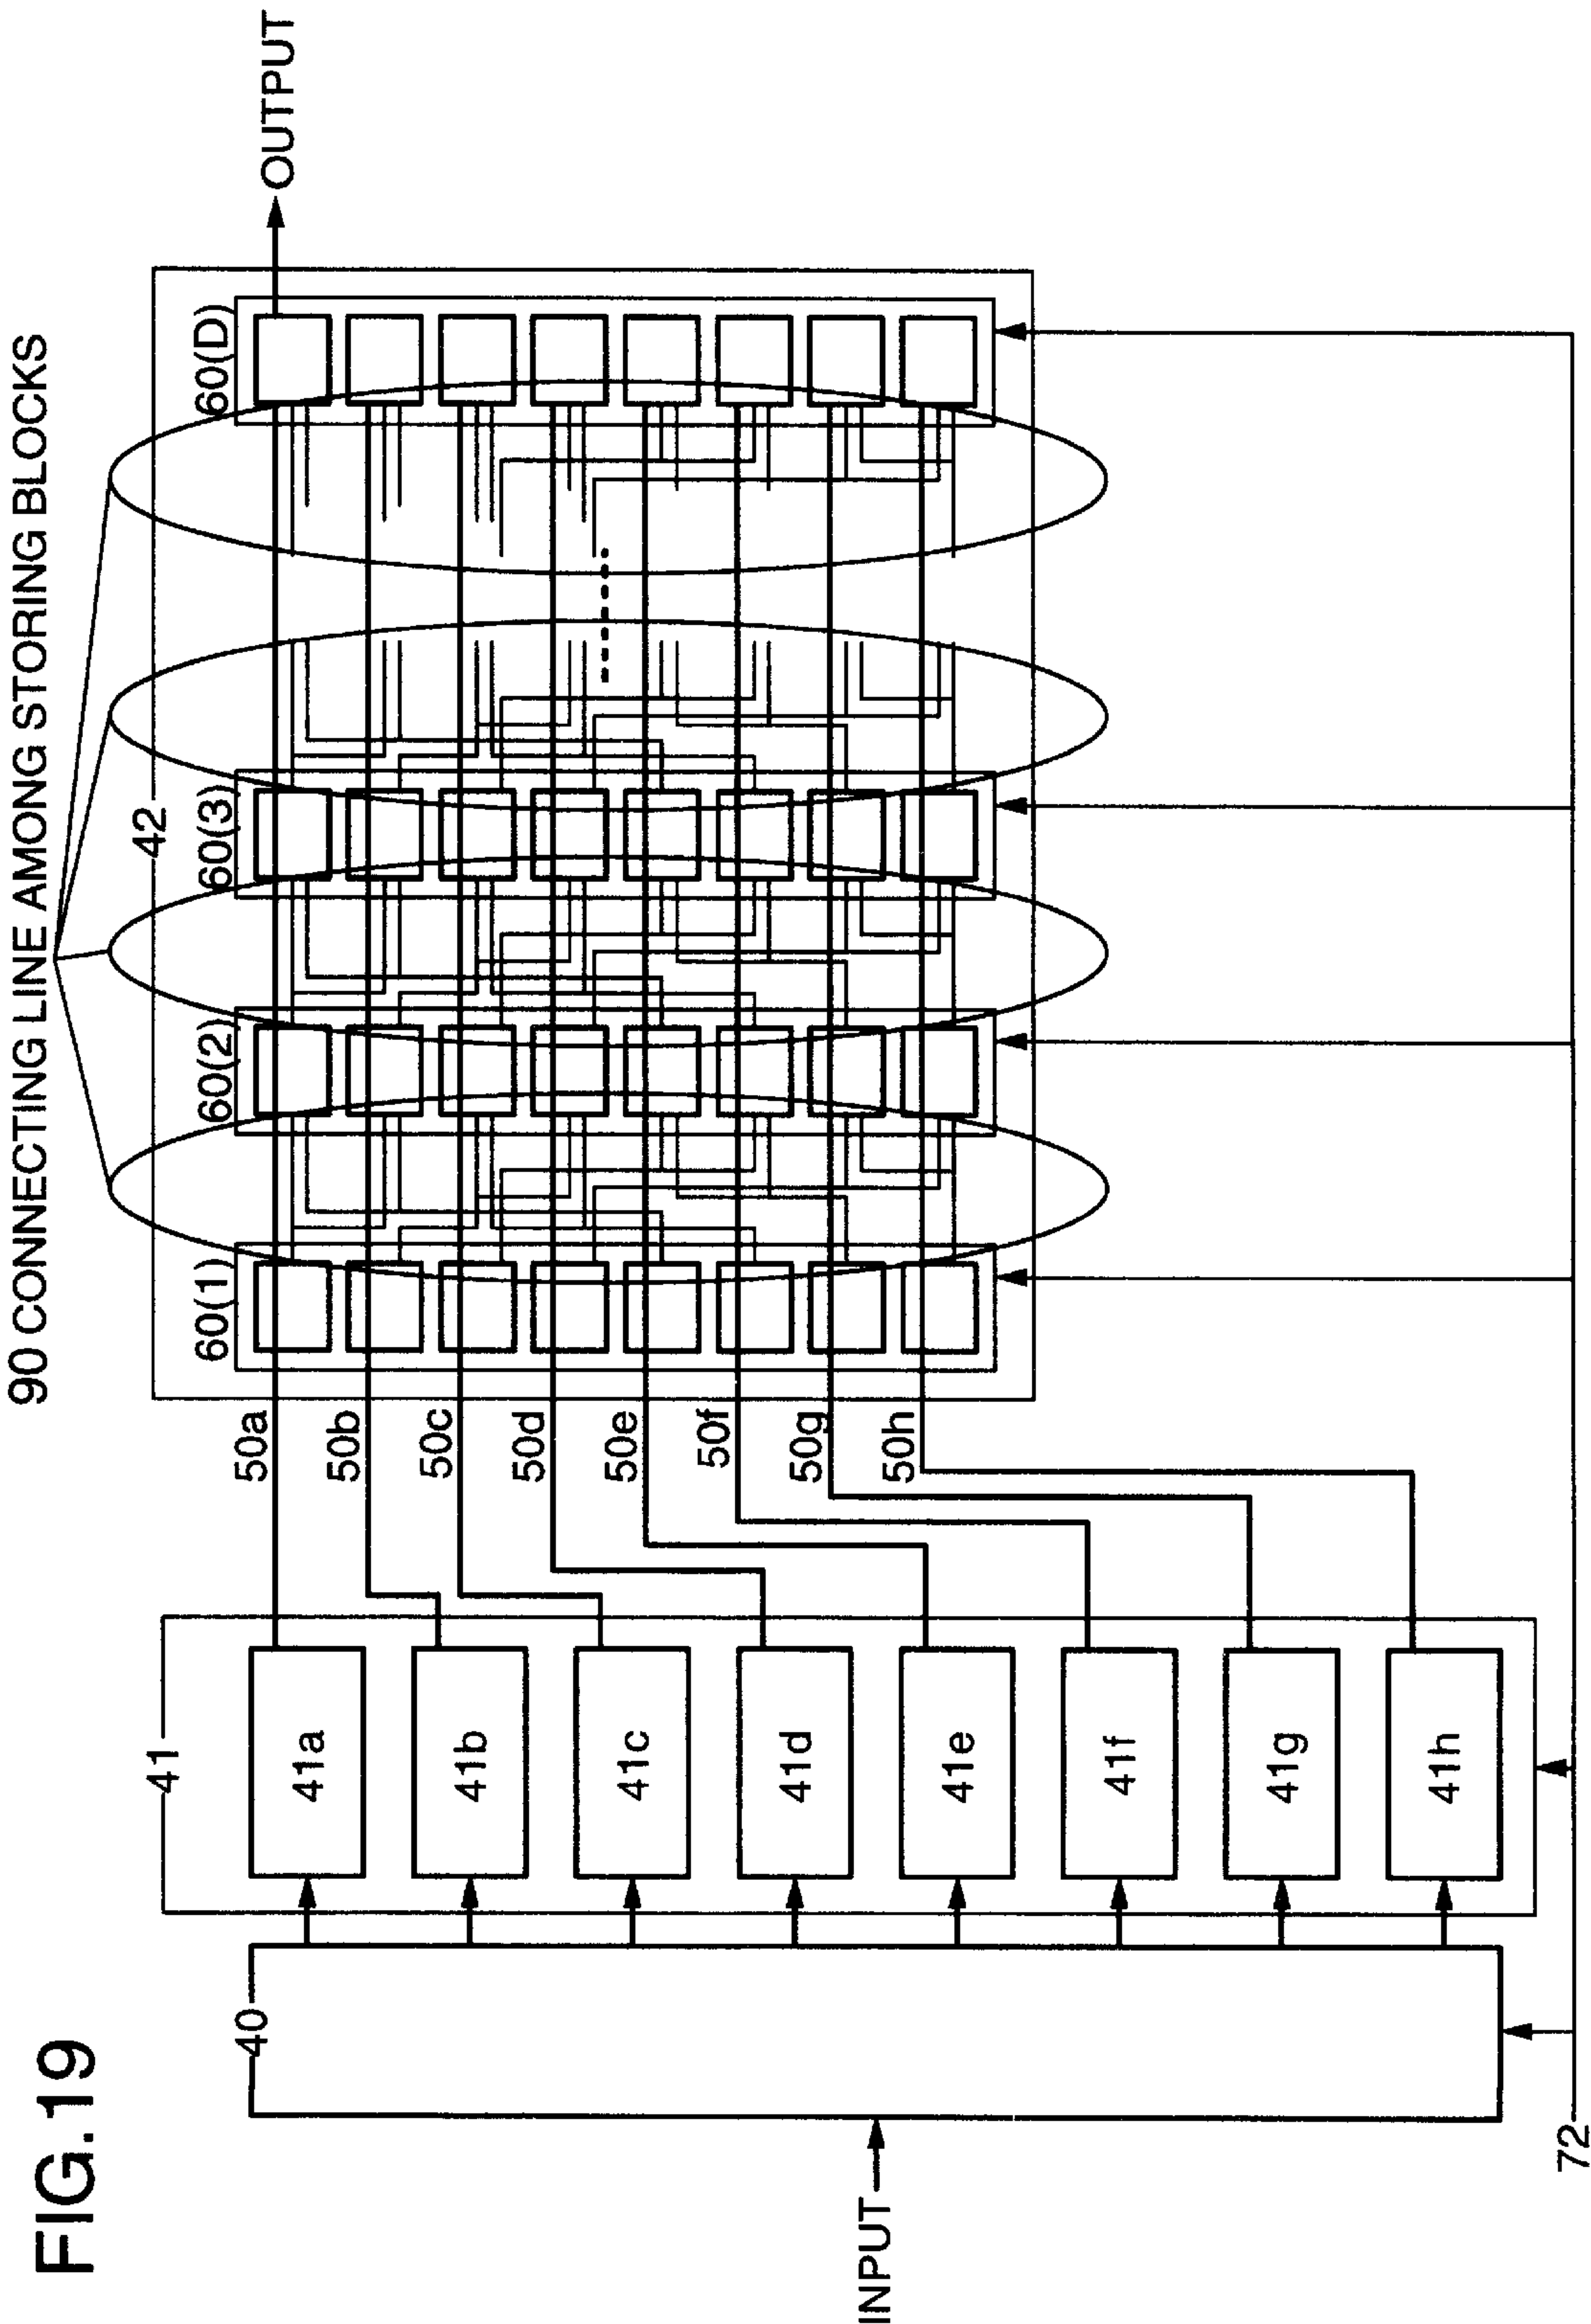 FIG.19
90 CONNECTING LINE AMONG STORING BLOCKS
INPUT
40
41
41a
41b
41c
41d
41e
41f
41g
41h
50a
50b
50c
50d
50e
50f
50g
50h
42
60(1)
60(2)
60(3)
60(D)
OUTPUT
72